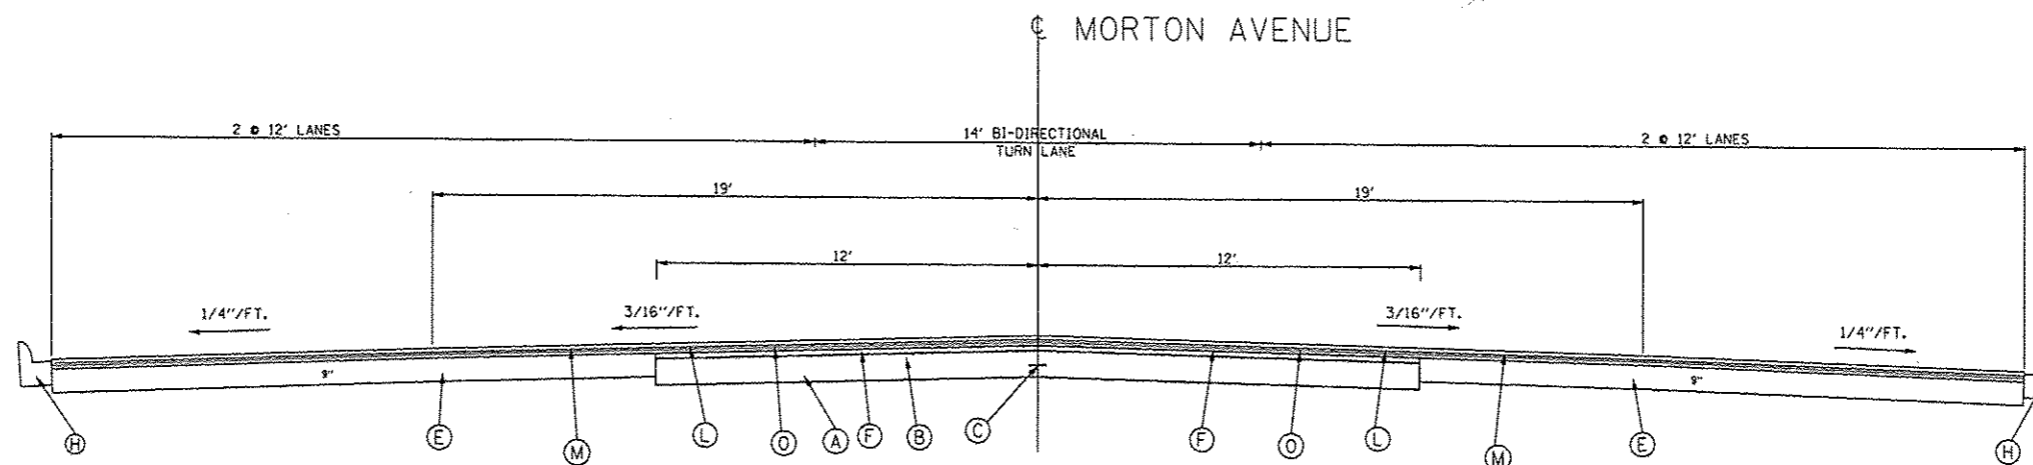 ℄ MORTON AVENUE
2 @ 12' LANES
14' BI-DIRECTIONAL
TURN LANE
2 @ 12' LANES
19'
19'
12'
12'
1/4"/FT.
3/16"/FT.
3/16"/FT.
1/4"/FT.
9"
9"
H
E
M
L
O
A
F
B
C
F
O
L
M
E
H